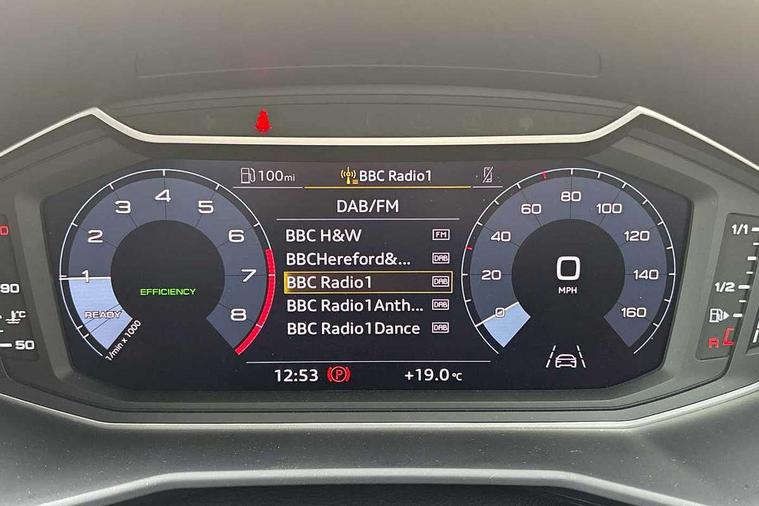 100mi
BBC Radio1
DAB/FM
BBC H&W FM
BBCHereford&... DAB
BBC Radio1 DAB
BBC Radio1Anth... DAB
BBC Radio1Dance DAB
12:53 P +19.0 °C
1 2 3 4 5 6 7 8
EFFICIENCY
READY
1/min x 1000
0 20 40 60 80 100 120 140 160
0
MPH
90
°C
50
1/1
1/2
R